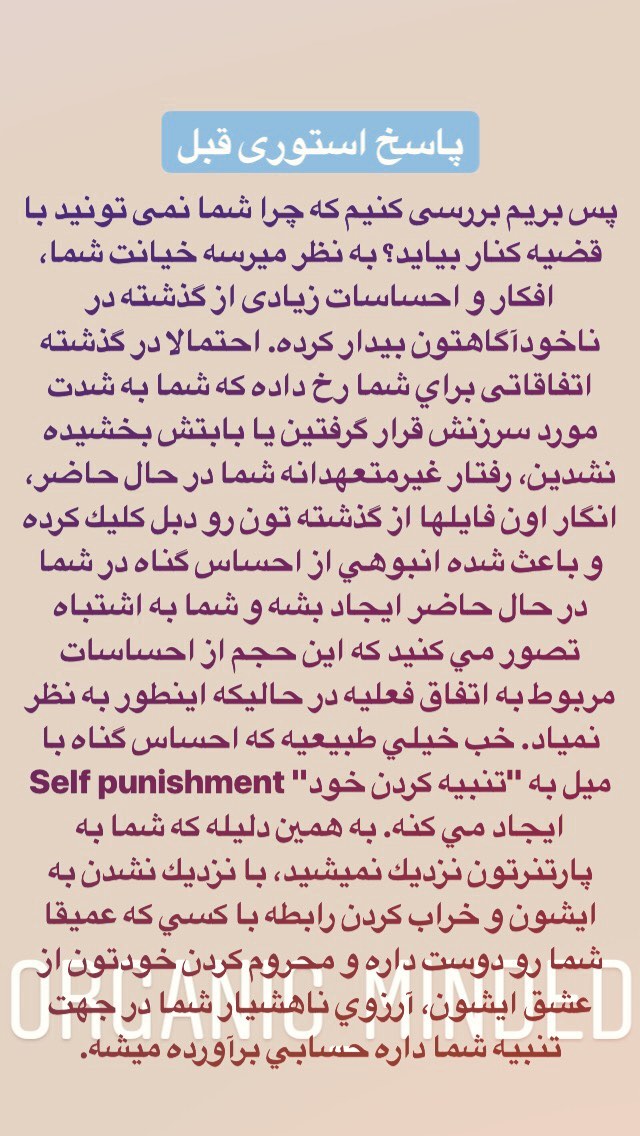 پاسخ استوری قبل
پس بریم بررسی کنیم که چرا شما نمی تونید با
قضیه کنار بیاید؟ به نظر میرسه خیانت شما،
افکار و احساسات زیادی از گذشته در
ناخودآگاهتون بیدار کرده. احتمالا در گذشته
اتفاقاتی براي شما رخ داده که شما به شدت
مورد سرزنش قرار گرفتین یا بابتش بخشیده
نشدین، رفتار غیرمتعهدانه شما در حال حاضر،
انگار اون فایلها از گذشته تون رو دبل کلیك کرده
و باعث شده انبوهي از احساس گناه در شما
در حال حاضر ایجاد بشه و شما به اشتباه
تصور مي کنید که این حجم از احساسات
مربوط به اتفاق فعلیه در حالیکه اینطور به نظر
نمیاد. خب خیلي طبیعیه که احساس گناه با
میل به "تنبیه کردن خود" Self punishment
ایجاد مي کنه. به همین دلیله که شما به
پارتنرتون نزدیك نمیشید، با نزدیك نشدن به
ایشون و خراب کردن رابطه با کسي که عمیقا
شما رو دوست داره و محروم کردن خودتون از
عشق ایشون، آرزوي ناهشیار شما در جهت
تنبیه شما داره حسابي برآورده میشه.
ORGANIC_MINDED